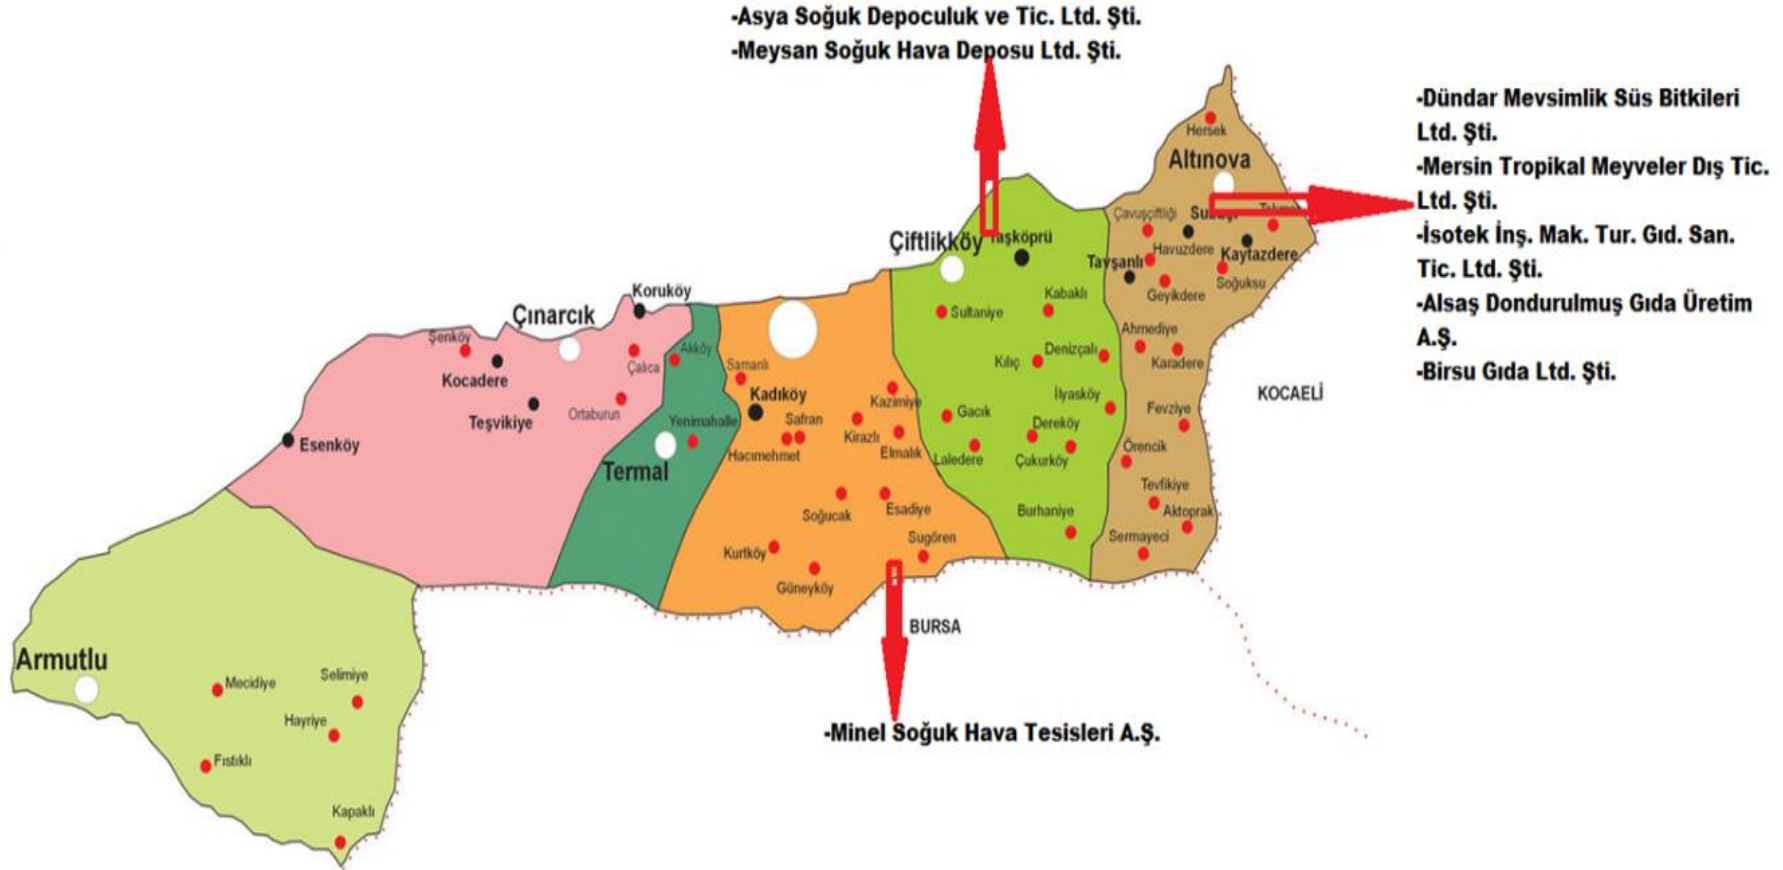 -Asya Soğuk Depoculuk ve Tic. Ltd. Şti.
-Meysan Soğuk Hava Deposu Ltd. Şti.
-Dündar Mevsimlik Süs Bitkileri
Ltd. Şti.
-Mersin Tropikal Meyveler Dış Tic.
Ltd. Şti.
-İsotek İnş. Mak. Tur. Gıd. San.
Tic. Ltd. Şti.
-Alsaş Dondurulmuş Gıda Üretim
A.Ş.
-Birsu Gıda Ltd. Şti.
Hersek
Altınova
Çavuşçiftliği
Havuzdere
Kaytazdere
Tavşanlı
Soğuksu
Geyikdere
Ahmediye
Karadere
Fevziye
Örencik
Tevfikiye
Aktoprak
Sermayeci
KOCAELİ
Çiftlikköy
Taşköprü
Sultaniye
Kabaklı
Kılıç
Denizçalı
İlyasköy
Gacık
Dereköy
Laledere
Çukurköy
Burhaniye
Samanlı
Kadıköy
Safran
Hacımehmet
Kazimiye
Kirazlı
Elmalık
Soğucak
Esadiye
Sugören
Kurtköy
Güneyköy
Akköy
Yenimahalle
Termal
Koruköy
Çınarcık
Şenköy
Kocadere
Çalıca
Teşvikiye
Ortaburun
Esenköy
Armutlu
Mecidiye
Selimiye
Hayriye
Fıstıklı
Kapaklı
BURSA
-Minel Soğuk Hava Tesisleri A.Ş.